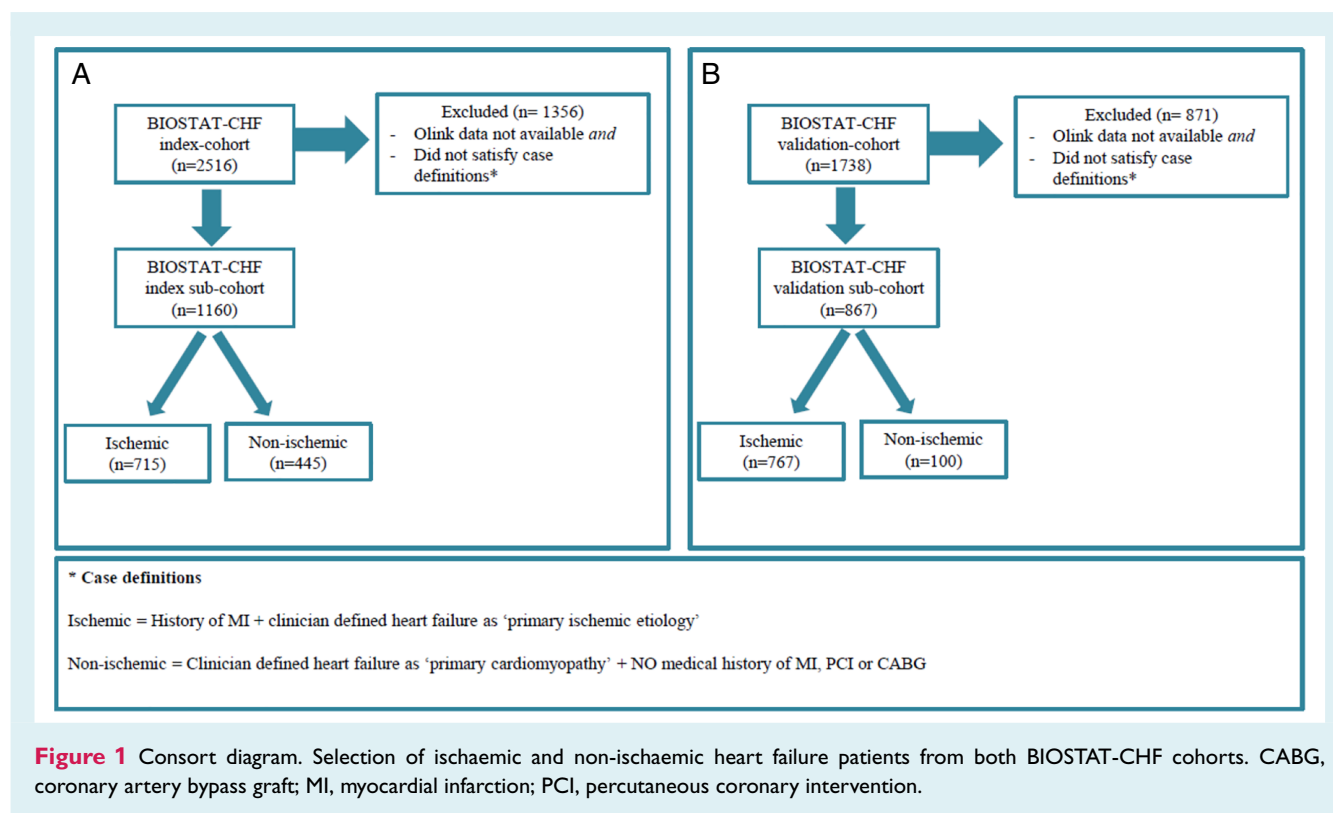 A
BIOSTAT-CHF
index-cohort
(n=2516)
Excluded (n= 1356)
- Olink data not available and
- Did not satisfy case
definitions*
BIOSTAT-CHF
index sub-cohort
(n=1160)
Ischemic
(n=715)
Non-ischemic
(n=445)
B
BIOSTAT-CHF
validation-cohort
(n=1738)
Excluded (n= 871)
- Olink data not available and
- Did not satisfy case
definitions*
BIOSTAT-CHF
validation sub-cohort
(n=867)
Ischemic
(n=767)
Non-ischemic
(n=100)
* Case definitions
Ischemic = History of MI + clinician defined heart failure as ‘primary ischemic etiology’
Non-ischemic = Clinician defined heart failure as ‘primary cardiomyopathy’ + NO medical history of MI, PCI or CABG
Figure 1 Consort diagram. Selection of ischaemic and non-ischaemic heart failure patients from both BIOSTAT-CHF cohorts. CABG,
coronary artery bypass graft; MI, myocardial infarction; PCI, percutaneous coronary intervention.